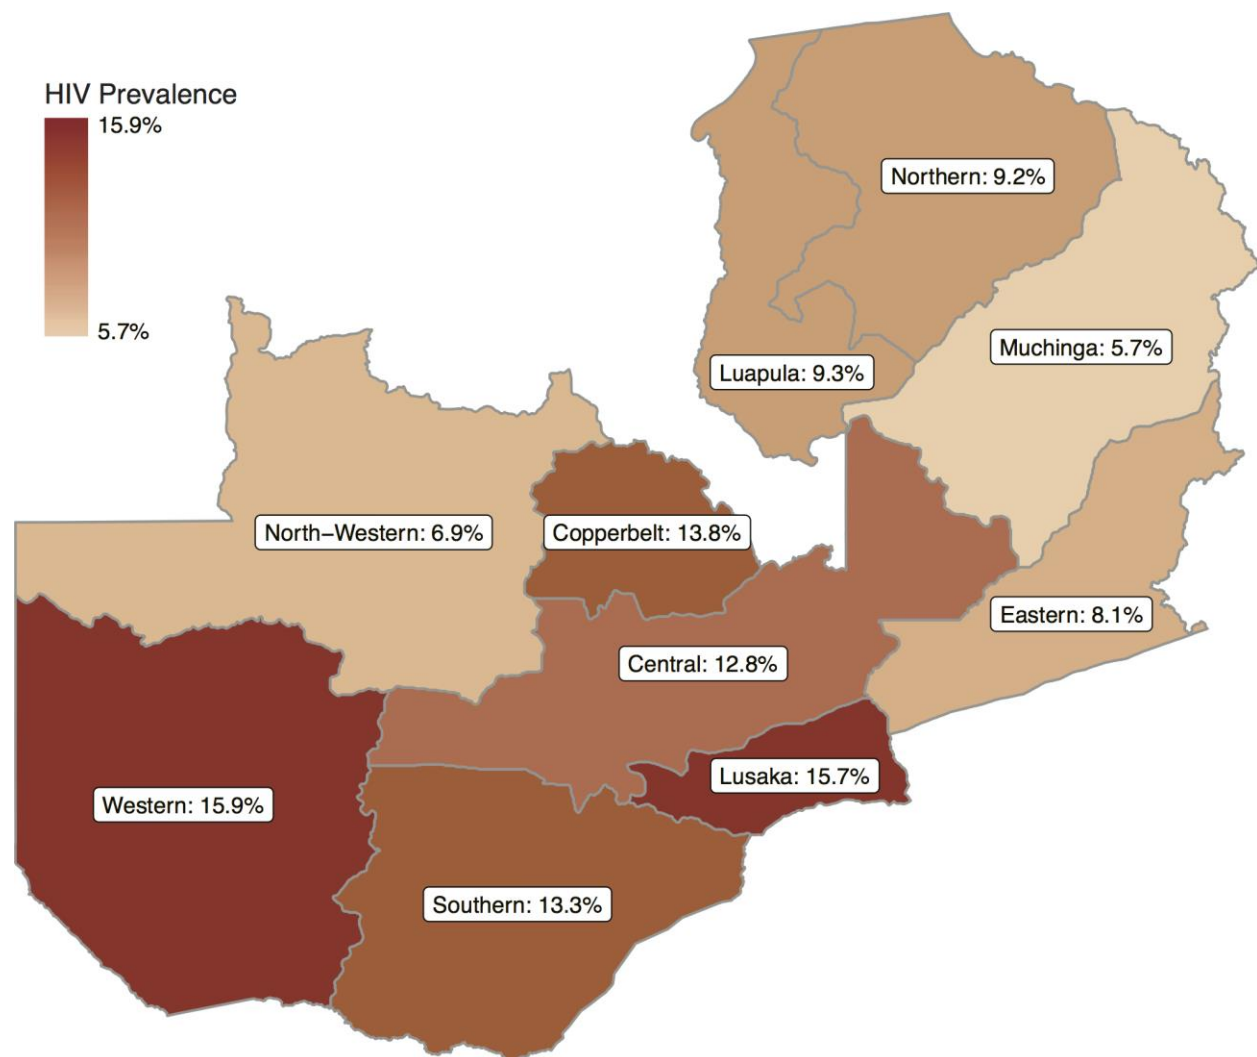 HIV Prevalence
15.9%
5.7%
Northern: 9.2%
Muchinga: 5.7%
Luapula: 9.3%
North−Western: 6.9%
Copperbelt: 13.8%
Eastern: 8.1%
Central: 12.8%
Lusaka: 15.7%
Western: 15.9%
Southern: 13.3%